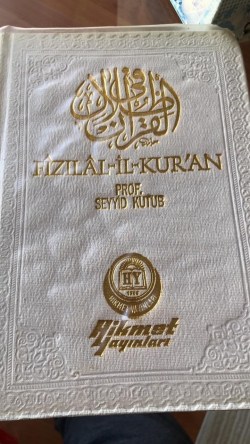 في ظلال القرآن
FİZILÂL-İL-KUR'AN
PROF.
SEYYİD KUTUB
HY
Hikmet
Yayınları